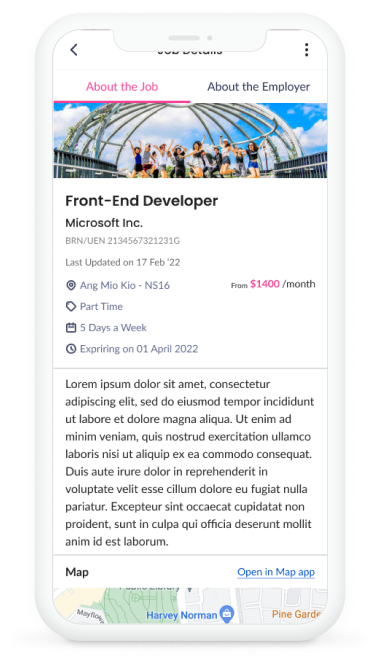 Job Details
About the Job
About the Employer
Front-End Developer
Microsoft Inc.
BRN/UEN 2134567321231G
Last Updated on 17 Feb '22
Ang Mio Kio - NS16
From $1400 /month
Part Time
5 Days a Week
Expriring on 01 April 2022
Lorem ipsum dolor sit amet, consectetur
adipiscing elit, sed do eiusmod tempor incididunt
ut labore et dolore magna aliqua. Ut enim ad
minim veniam, quis nostrud exercitation ullamco
laboris nisi ut aliquip ex ea commodo consequat.
Duis aute irure dolor in reprehenderit in
voluptate velit esse cillum dolore eu fugiat nulla
pariatur. Excepteur sint occaecat cupidatat non
proident, sunt in culpa qui officia deserunt mollit
anim id est laborum.
Map
Open in Map app
Public Library
Mayflow
Harvey Norman
Pine Garde